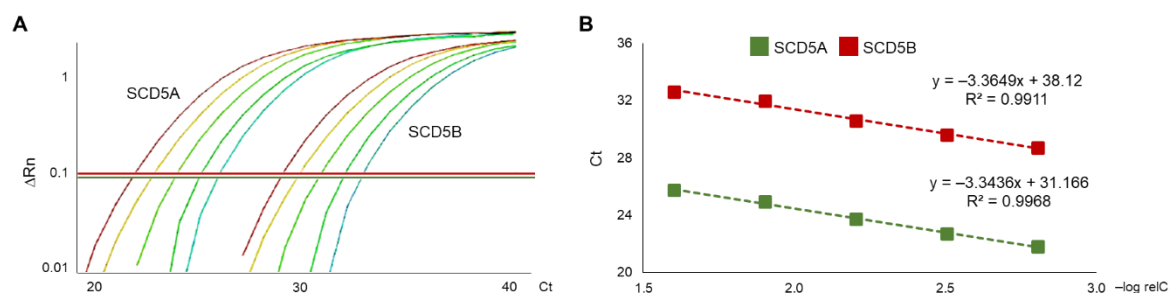 A
1
0.1
0.01
ΔRn
SCD5A
SCD5B
20
30
40
Ct
B
SCD5A
SCD5B
36
32
28
24
20
Ct
y = –3.3649x + 38.12
R² = 0.9911
y = –3.3436x + 31.166
R² = 0.9968
1.5
2.0
2.5
3.0
–log relC